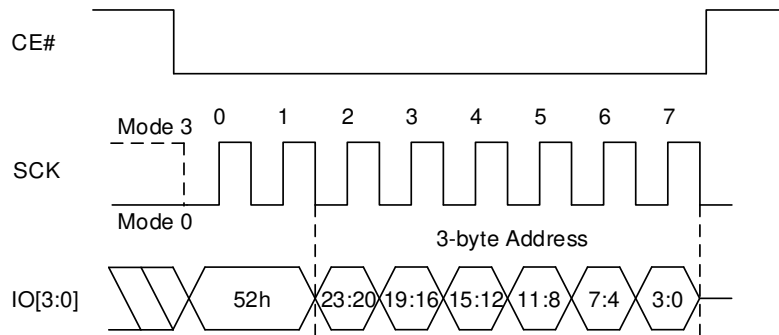 CE#
Mode 3
0 1 2 3 4 5 6 7
SCK
Mode 0
3-byte Address
IO[3:0]
52h 23:20 19:16 15:12 11:8 7:4 3:0